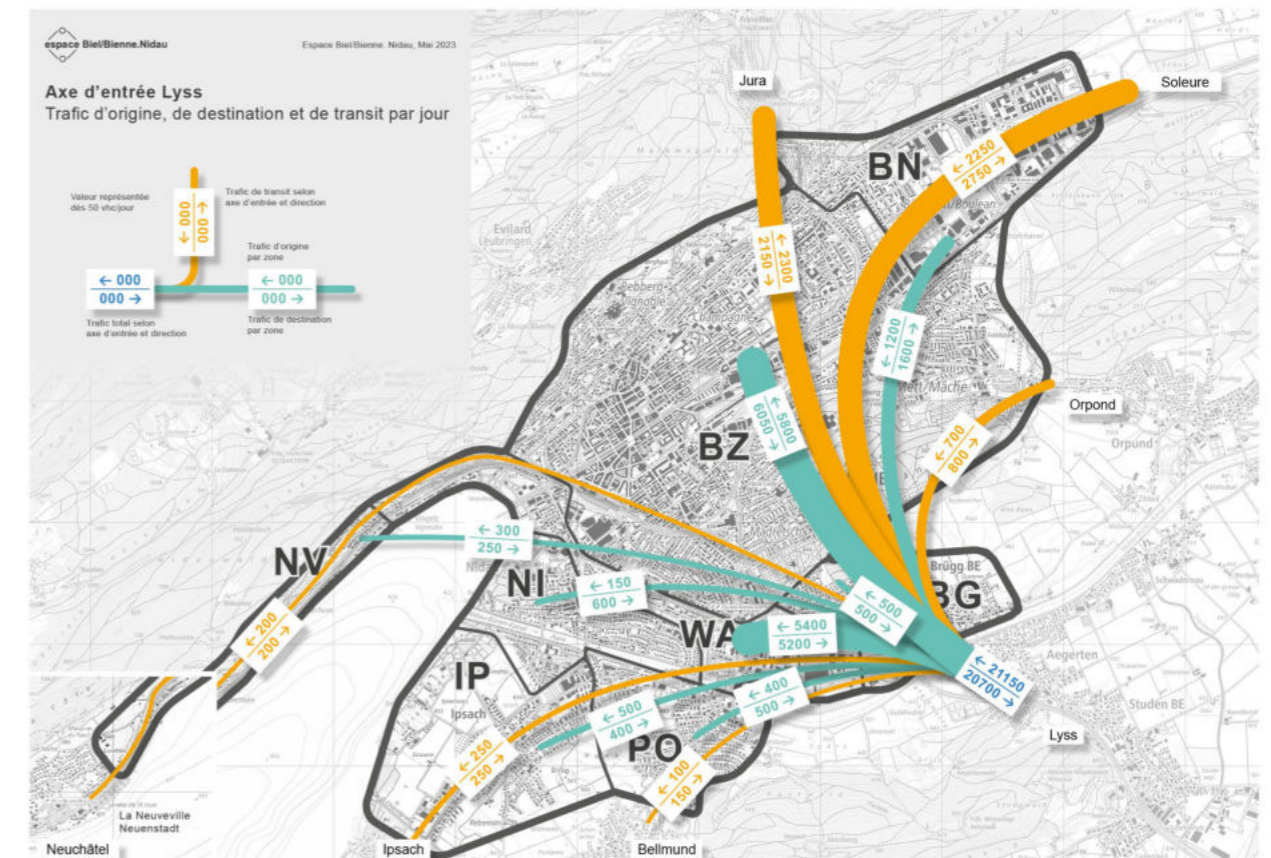 espace Biel/Bienne.Nidau
Espace Biel/Bienne. Nidau, Mai 2023
Axe d'entrée Lyss
Trafic d'origine, de destination et de transit par jour
Valeur représentée
dès 50 vhc/jour
← 000
000 →
Trafic de transit selon
axe d'entrée et direction
Trafic d'origine
par zone
← 000
000 →
← 000
000 →
Trafic total selon
axe d'entrée et direction
Trafic de destination
par zone
Jura
Soleure
BN
← 2250
2750 →
Evilard
Leubringen
← 2300
2150 →
← 1200
1600 →
Mett/Mache
Orpond
Orpund
← 700
800 →
← 5800
6050 →
BZ
NV
← 300
250 →
NI
← 150
600 →
Brügg BE
BG
← 500
500 →
WA
← 5400
5200 →
← 200
200 →
Aegerten
← 21150
20700 →
IP
Ipsach
← 400
500 →
Studen BE
← 500
400 →
Lyss
PO
← 250
250 →
← 100
150 →
La Neuveville
Neuenstadt
Neuchâtel
Ipsach
Bellmund